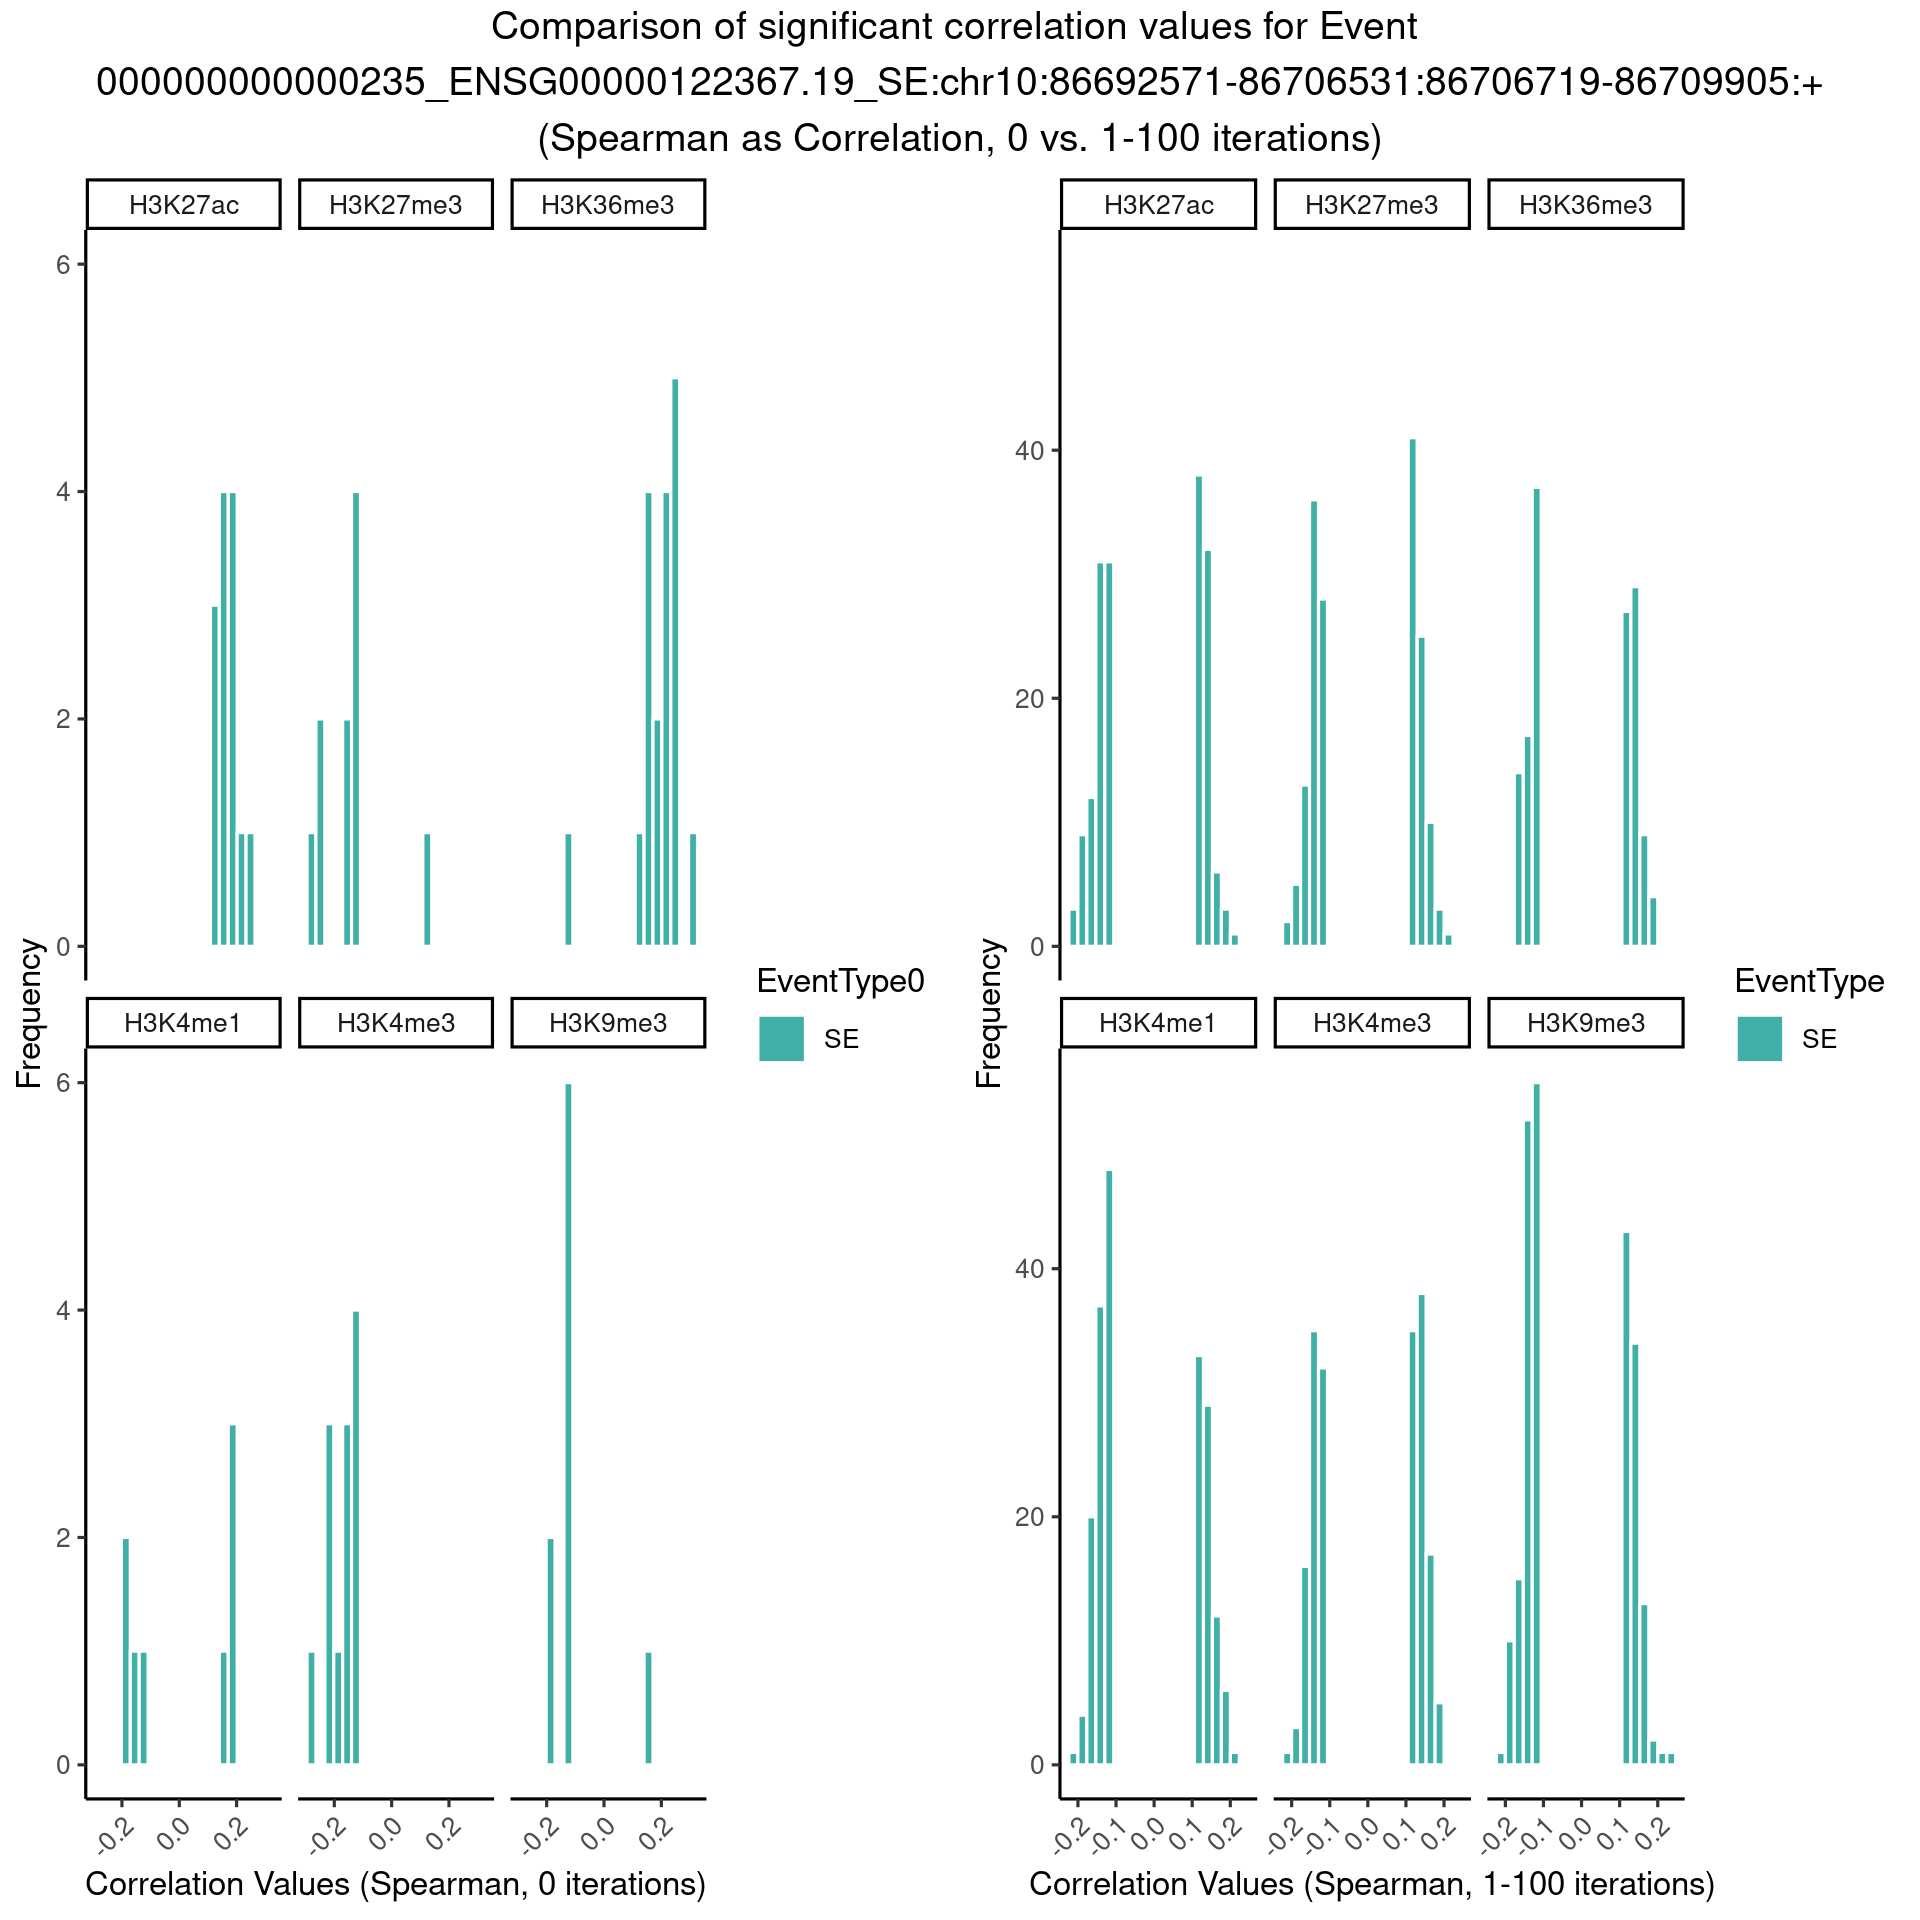 Comparison of significant correlation values for Event
000000000000235_ENSG00000122367.19_SE:chr10:86692571-86706531:86706719-86709905:+
(Spearman as Correlation, 0 vs. 1-100 iterations)
H3K27ac H3K27me3 H3K36me3
6
4
2
0
H3K4me1 H3K4me3 H3K9me3
6
4
2
0
Frequency
-0.2 0.0 0.2 -0.2 0.0 0.2 -0.2 0.0 0.2
Correlation Values (Spearman, 0 iterations)
EventType0
SE
H3K27ac H3K27me3 H3K36me3
40
20
0
H3K4me1 H3K4me3 H3K9me3
40
20
0
Frequency
-0.2 -0.1 0.0 0.1 0.2 -0.2 -0.1 0.0 0.1 0.2 -0.2 -0.1 0.0 0.1 0.2
Correlation Values (Spearman, 1-100 iterations)
EventType
SE